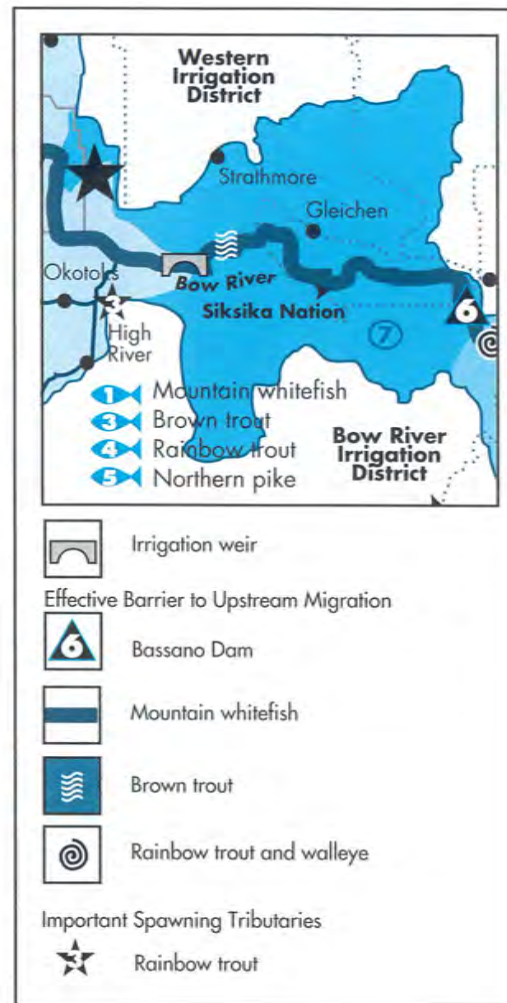 Western
Irrigation
District
Strathmore
Gleichen
Okotoks
Bow River
Siksika Nation
6
3
High
River
7
1 Mountain whitefish
3 Brown trout
4 Rainbow trout
5 Northern pike
Bow River
Irrigation
District
Irrigation weir
Effective Barrier to Upstream Migration
6 Bassano Dam
Mountain whitefish
Brown trout
Rainbow trout and walleye
Important Spawning Tributaries
3 Rainbow trout